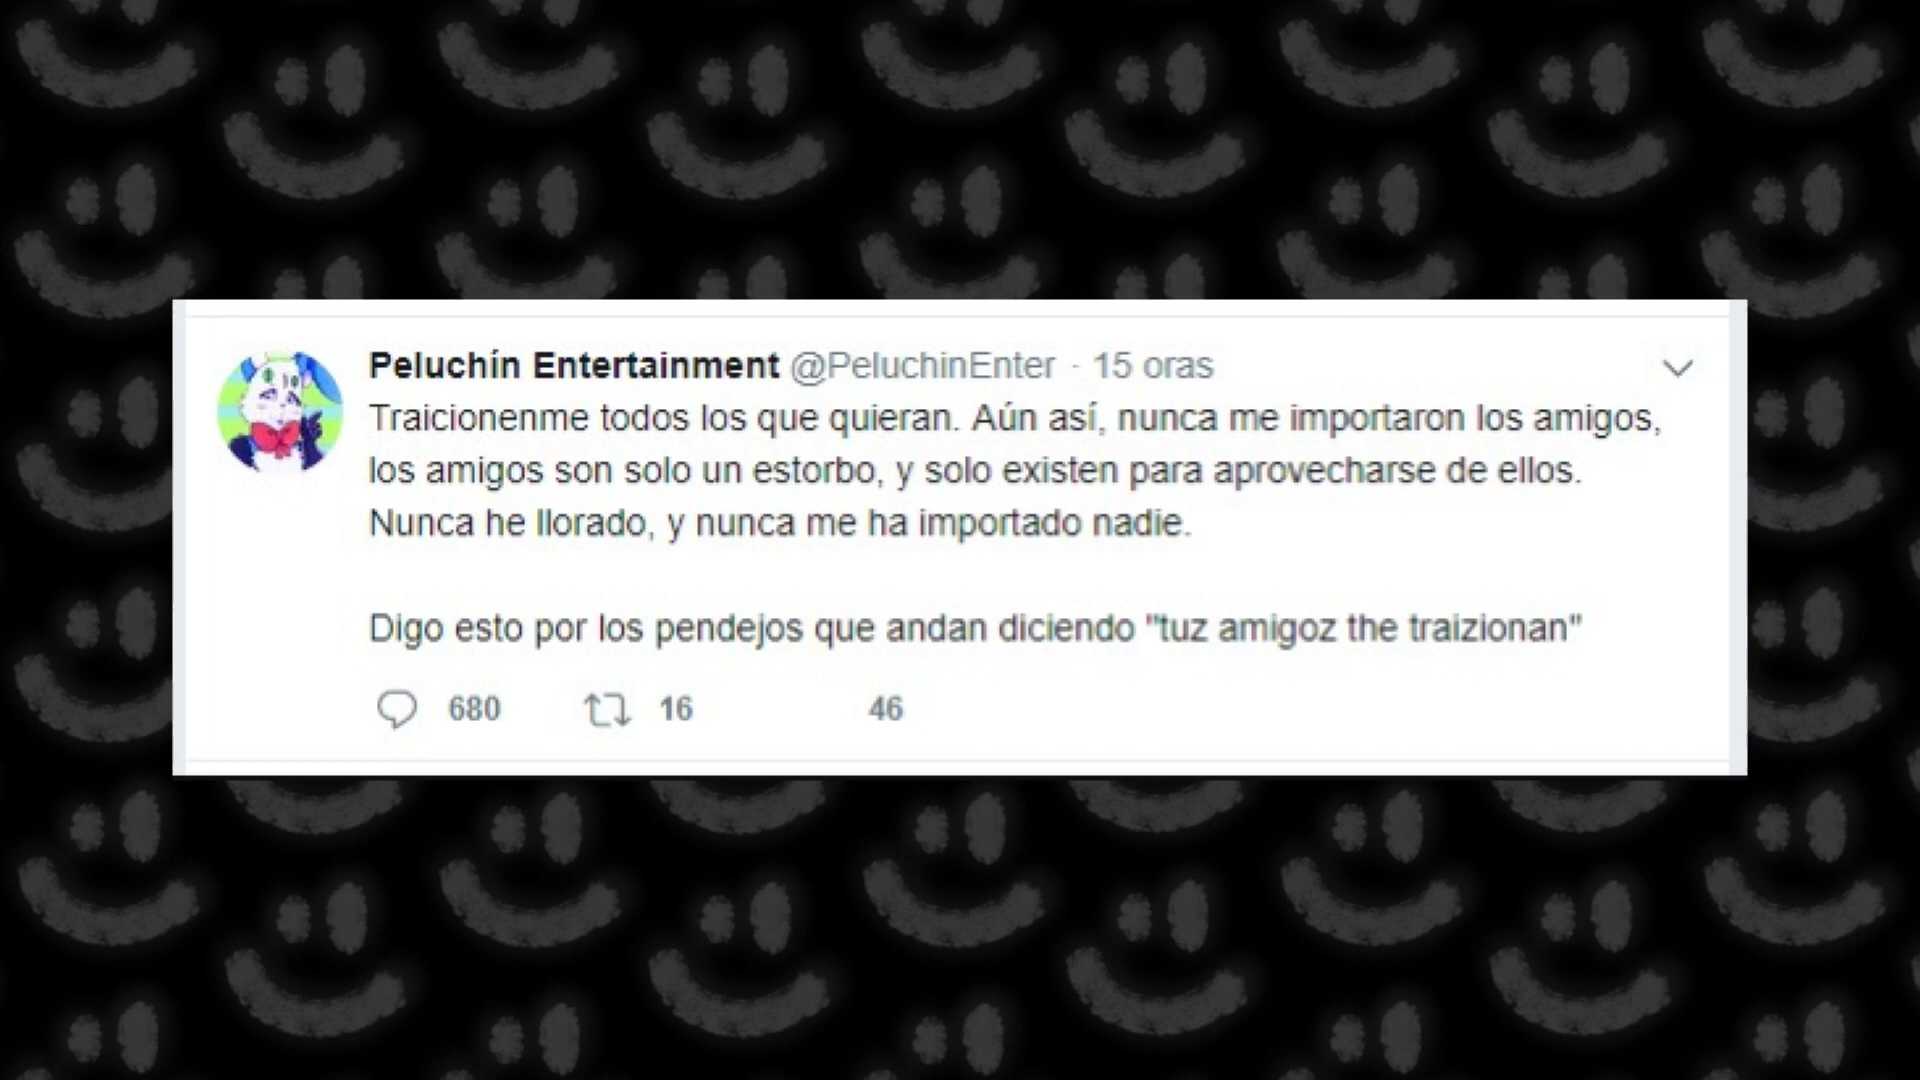 Peluchín Entertainment @PeluchinEnter · 15 oras
Traicionenme todos los que quieran. Aún así, nunca me importaron los amigos,
los amigos son solo un estorbo, y solo existen para aprovecharse de ellos.
Nunca he llorado, y nunca me ha importado nadie.
Digo esto por los pendejos que andan diciendo "tuz amigoz the traizionan"
680 16 46